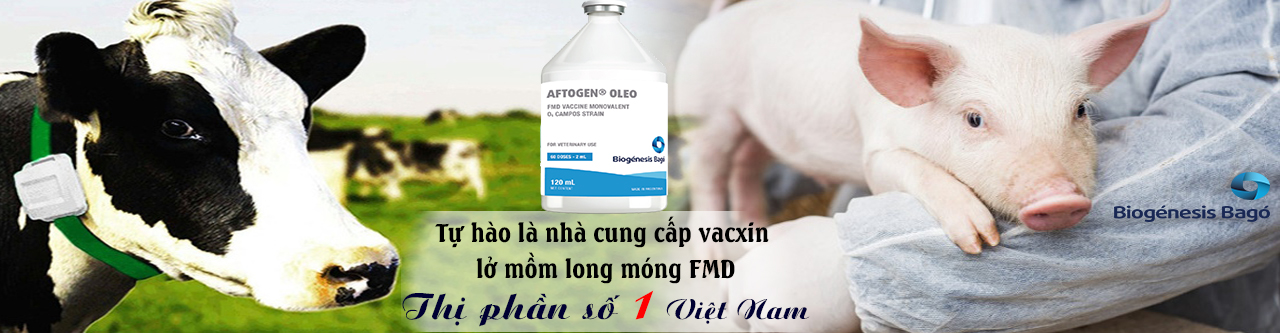 AFTOGEN® OLEO
FMD VACCINE MONOVALENT
O₁ CAMPOS STRAIN
FOR VETERINARY USE
60 DOSES - 2 mL
Biogénesis Bagó
120 mL
Tự hào là nhà cung cấp vacxin
lở mồm long móng FMD
Thị phần số 1 Việt Nam
Biogénesis Bagó